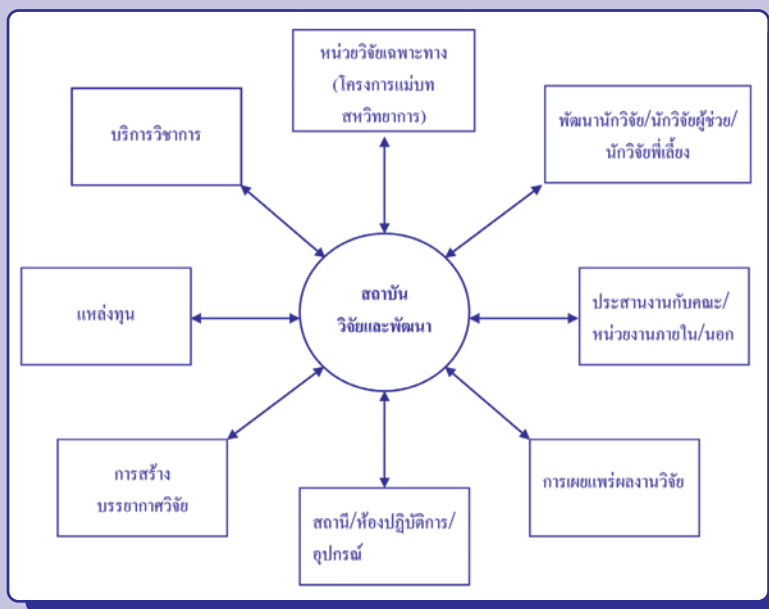 หน่วยวิจัยเฉพาะทาง
(โครงการแม่บท
สหวิทยาการ)
บริการวิชาการ
พัฒนานักวิจัย/นักวิจัยผู้ช่วย/
นักวิจัยพี่เลี้ยง
แหล่งทุน
สถาบัน
วิจัยและพัฒนา
ประสานงานกับคณะ/
หน่วยงานภายใน/นอก
การสร้าง
บรรยากาศวิจัย
สถานี/ห้องปฏิบัติการ/
อุปกรณ์
การเผยแพร่ผลงานวิจัย